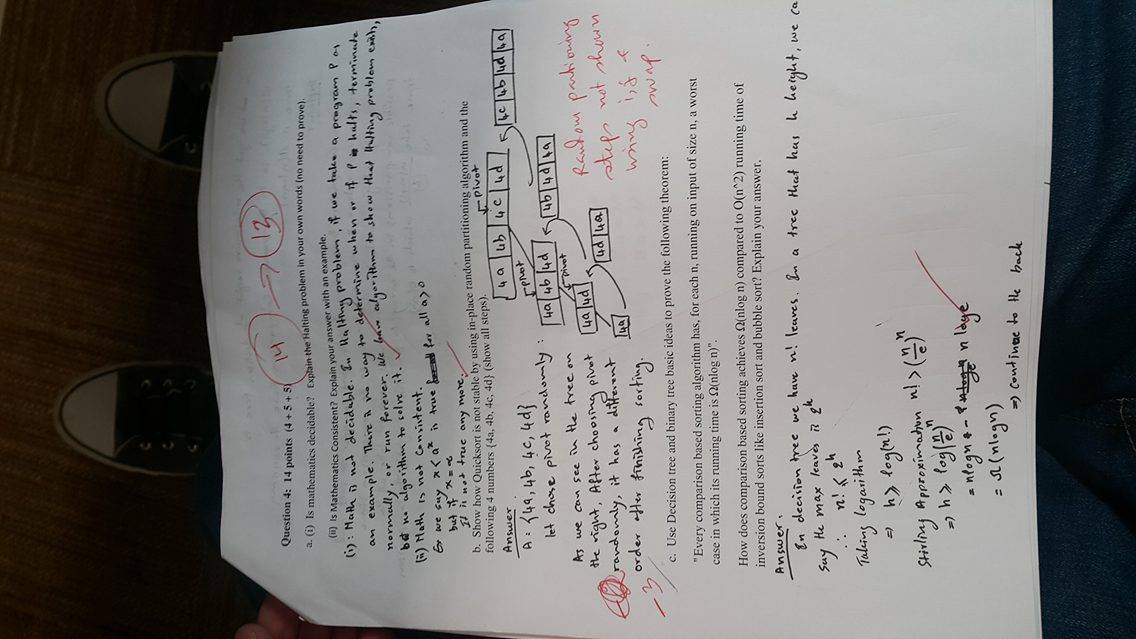 Question 4: 14 points (4 + 5 + 5)
14 → 13
a. (i) Is mathematics decidable? Explain the Halting problem in your own words (no need to prove).
(ii) Is Mathematics Consistent? Explain your answer with an example.
(i): Math is not decidable. In Halting problem, if we take a program P as
an example. There is no way to determine when or if P halts, terminate
normally, or run forever. We have algorithm to show that Halting problem exists,
but no algorithm to solve it.
(ii) Math is not consistent.
Ex we say x < aˣ is true for all a > 0
but if x = ∞
It is not true any more.
b. Show how Quicksort is not stable by using in-place random partitioning algorithm and the
following 4 numbers {4a, 4b, 4c, 4d} (show all steps).
Answer
A = {4a, 4b, 4c, 4d}
let chose pivot randomly :
As we can see in the tree on
the right, After choosing pivot
randomly, it has a different
order after finishing sorting.
-3
pivot
4a 4b 4c 4d
4c 4b 4d 4a
pivot
4a 4b 4d
4b 4d 4a
pivot
4a 4d
4d 4a
4a
Random partioning
steps not shown
using i, j &
swap.
c. Use Decision tree and binary tree basic ideas to prove the following theorem:
"Every comparison based sorting algorithm has, for each n, running on input of size n, a worst
case in which its running time is Ω(nlog n)".
How does comparison based sorting achieves Ω(nlog n) compared to O(n^2) running time of
inversion bound sorts like insertion sort and bubble sort? Explain your answer.
Answer.
In decision tree we have n! leaves. In a tree that has h height, we ca
say the max leaves is 2ʰ
∴ n! ⩽ 2ʰ
Taking logarithm
⇒ h ⩾ log(n!)
Stirling Approximation n! > (n/e)ⁿ
⇒ h ⩾ log(n/e)ⁿ
= nlogn - n loge
= Ω(nlogn)
⇒ continue to the back